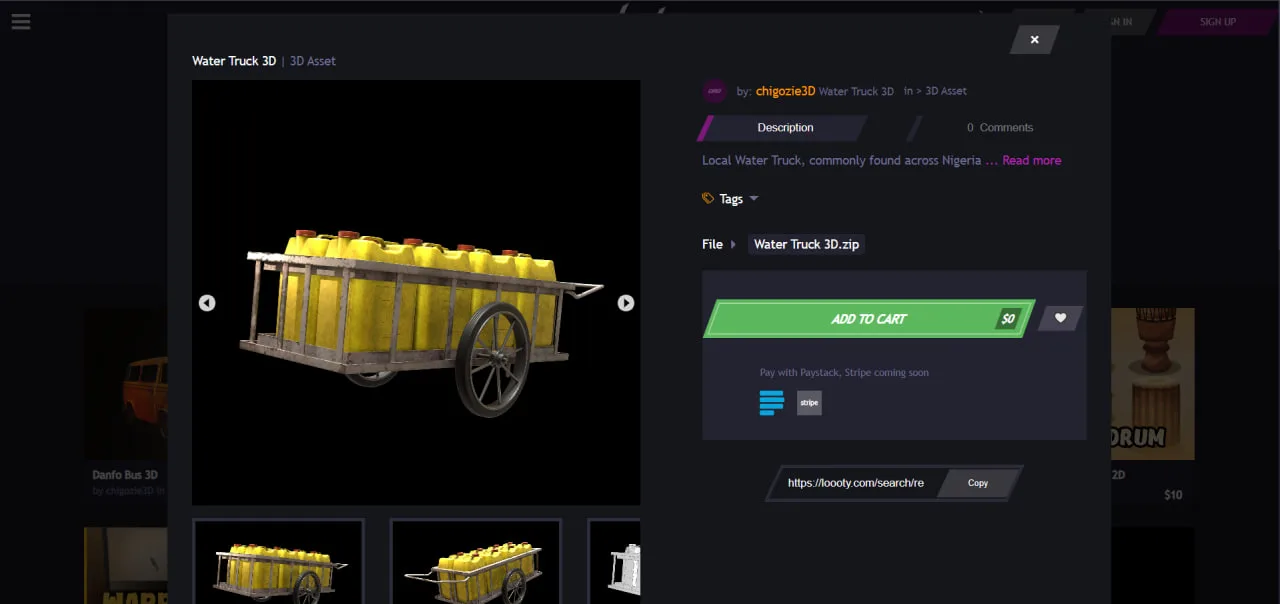 SIGN IN
SIGN UP
×
Water Truck 3D | 3D Asset
by: chigozie3D Water Truck 3D in > 3D Asset
Description
0 Comments
Local Water Truck, commonly found across Nigeria ... Read more
Tags
File
Water Truck 3D.zip
ADD TO CART
$0
Pay with Paystack, Stripe coming soon
stripe
https://loooty.com/search/re
Copy
Danfo Bus 3D
by chigozie3D in
DRUM
2D
$10